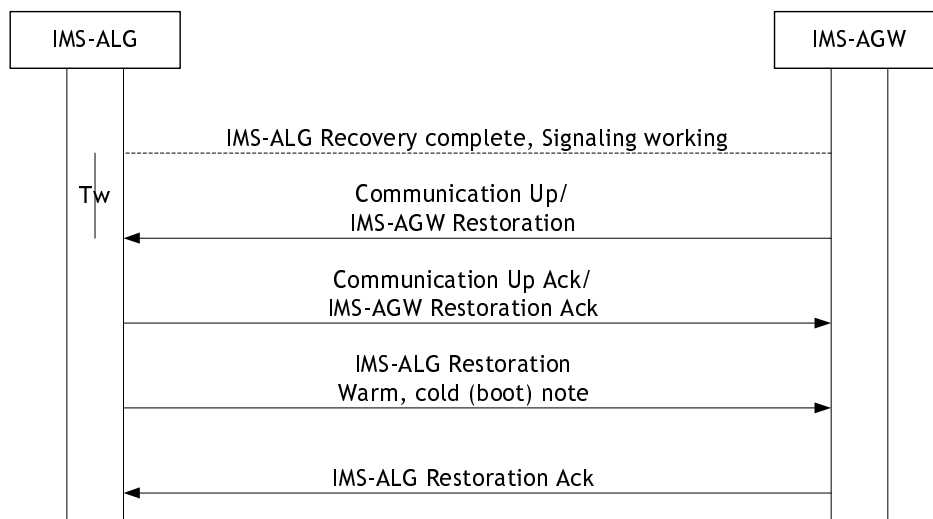 IMS-ALG
IMS-AGW
IMS-ALG Recovery complete, Signaling working
Tw
Communication Up/
IMS-AGW Restoration
Communication Up Ack/
IMS-AGW Restoration Ack
IMS-ALG Restoration
Warm, cold (boot) note
IMS-ALG Restoration Ack